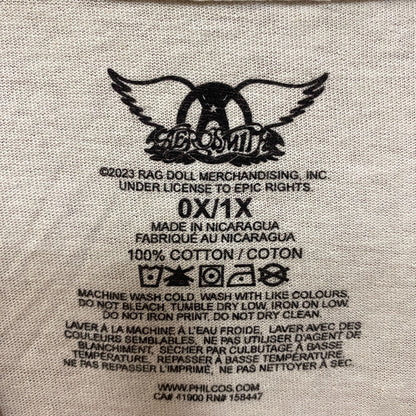 AEROSMITH
©2023 RAG DOLL MERCHANDISING, INC.
UNDER LICENSE TO EPIC RIGHTS.
0X/1X
MADE IN NICARAGUA
FABRIQUÉ AU NICARAGUA
100% COTTON / COTON
MACHINE WASH COLD, WASH WITH LIKE COLOURS,
DO NOT BLEACH, TUMBLE DRY LOW, IRON ON LOW.
DO NOT IRON PRINT, DO NOT DRY CLEAN.
LAVER À LA MACHINE À L'EAU FROIDE, LAVER AVEC DES
COULEURS SEMBLABLES, NE PAS UTILISER D'AGENT DE
BLANCHIMENT, SÉCHER PAR CULBUTAGE À BASSE
TEMPÉRATURE. REPASSER À BASSE TEMPÉRATURE.
NE PAS REPASSER L'IMPRIMÉ, NE PAS NETTOYER À SEC.
WWW.PHILCOS.COM
CA# 41900 RN# 158447